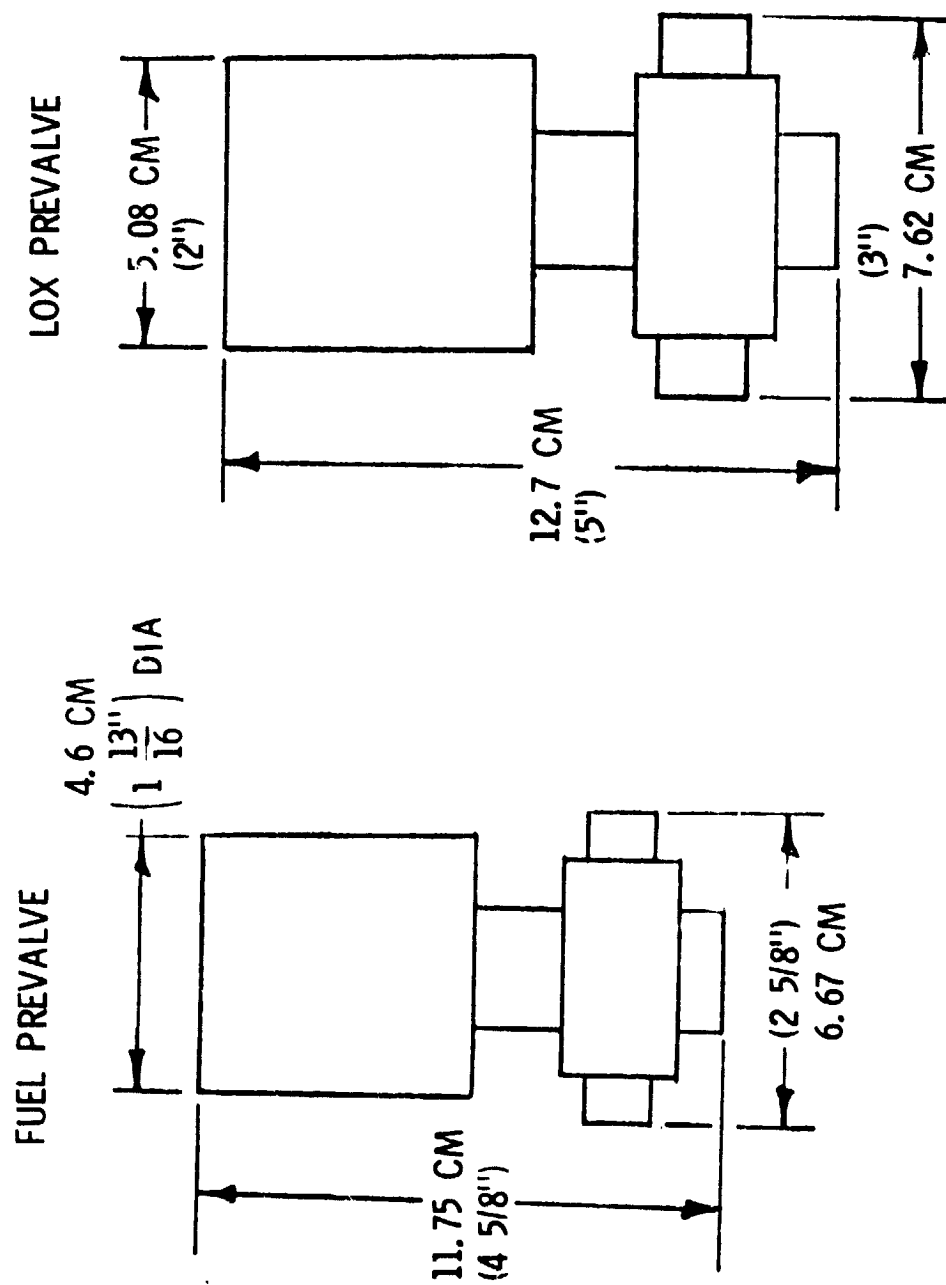 FUEL PREVALVE
4.6 CM
(1 13"/16) DIA
11.75 CM
(4 5/8")
(2 5/8")
6.67 CM
LOX PREVALVE
5.08 CM
(2")
12.7 CM
(5")
(3")
7.62 CM